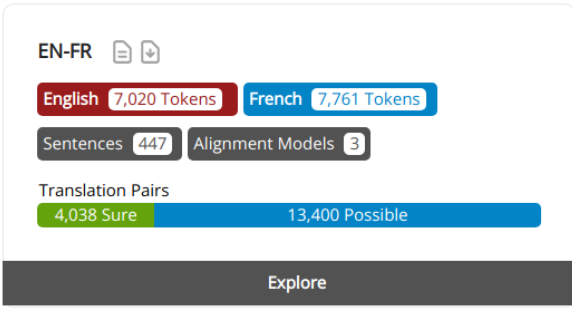 EN-FR
English 7,020 Tokens French 7,761 Tokens
Sentences 447 Alignment Models 3
Translation Pairs
4,038 Sure 13,400 Possible
Explore